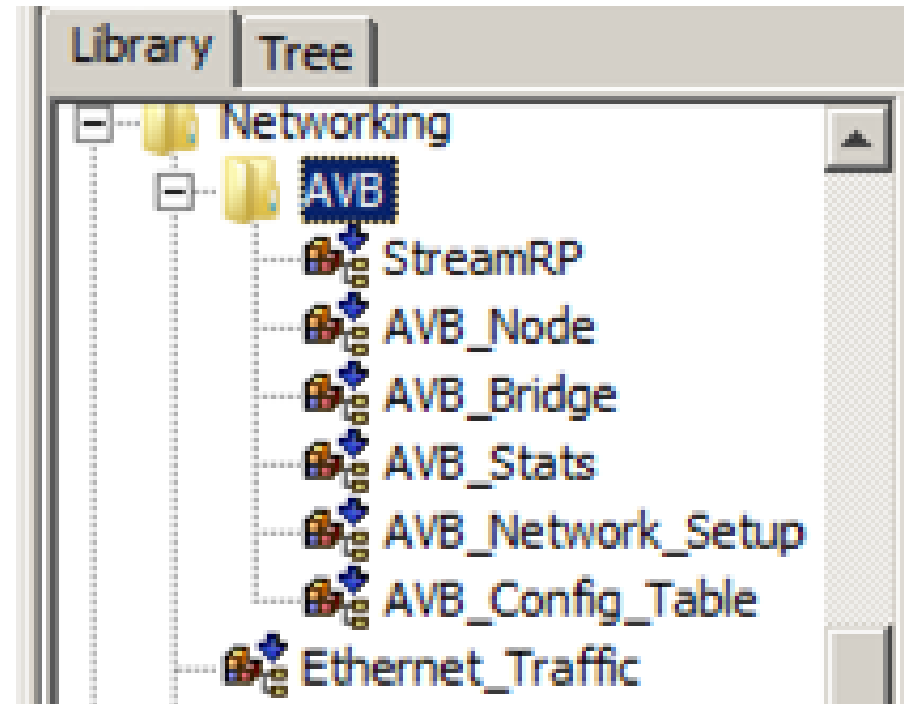 Library Tree
Networking
AVB
StreamRP
AVB_Node
AVB_Bridge
AVB_Stats
AVB_Network_Setup
AVB_Config_Table
Ethernet_Traffic